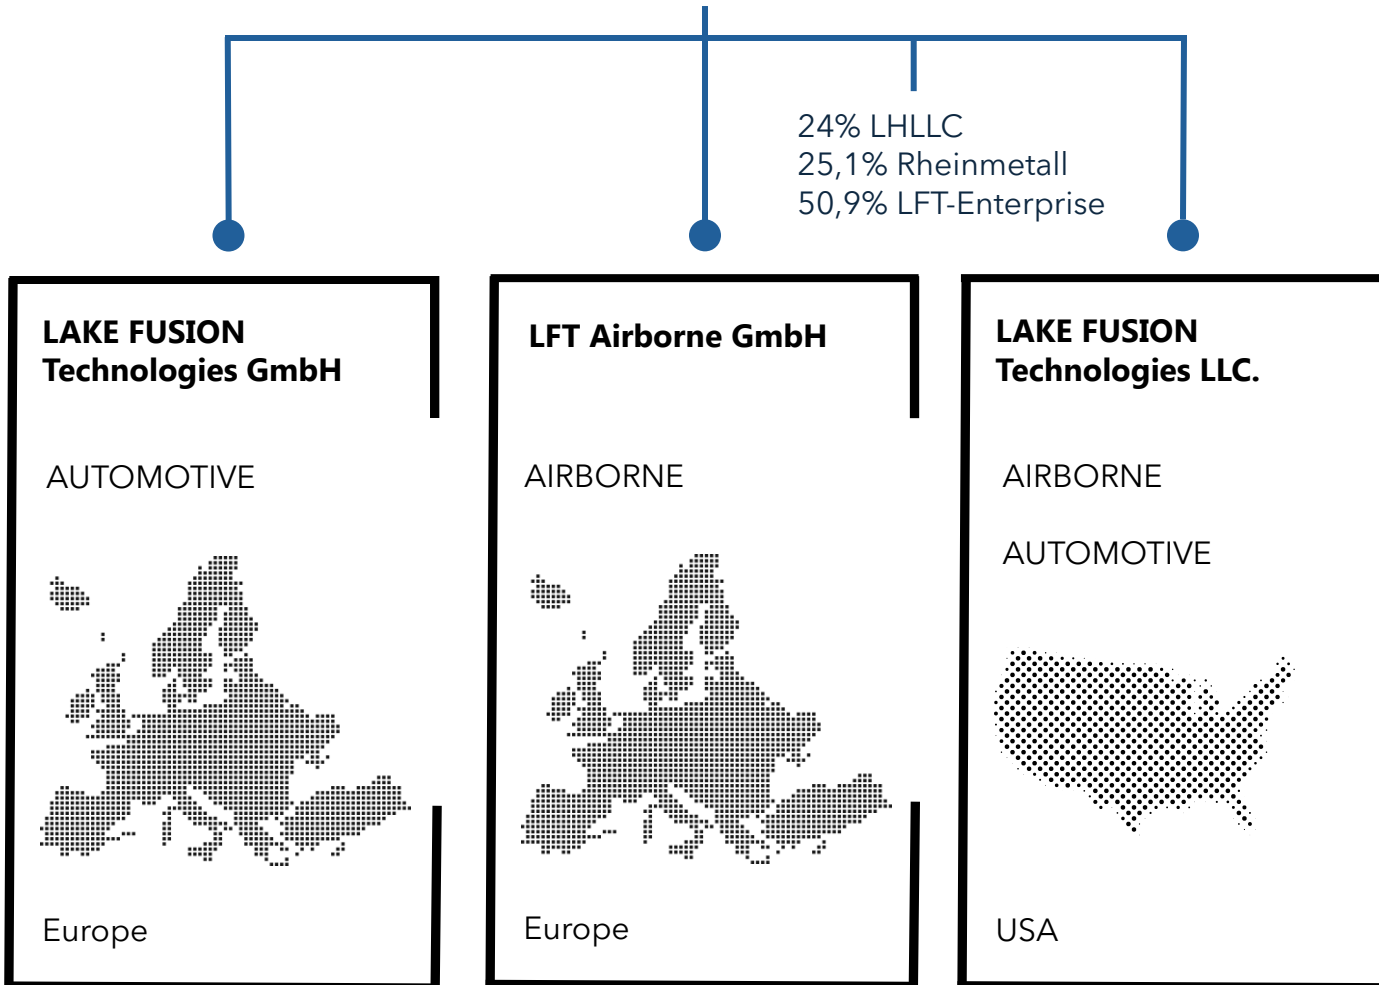 24% LHLLC
25,1% Rheinmetall
50,9% LFT-Enterprise
LAKE FUSION
Technologies GmbH
AUTOMOTIVE
Europe
LFT Airborne GmbH
AIRBORNE
Europe
LAKE FUSION
Technologies LLC.
AIRBORNE
AUTOMOTIVE
USA